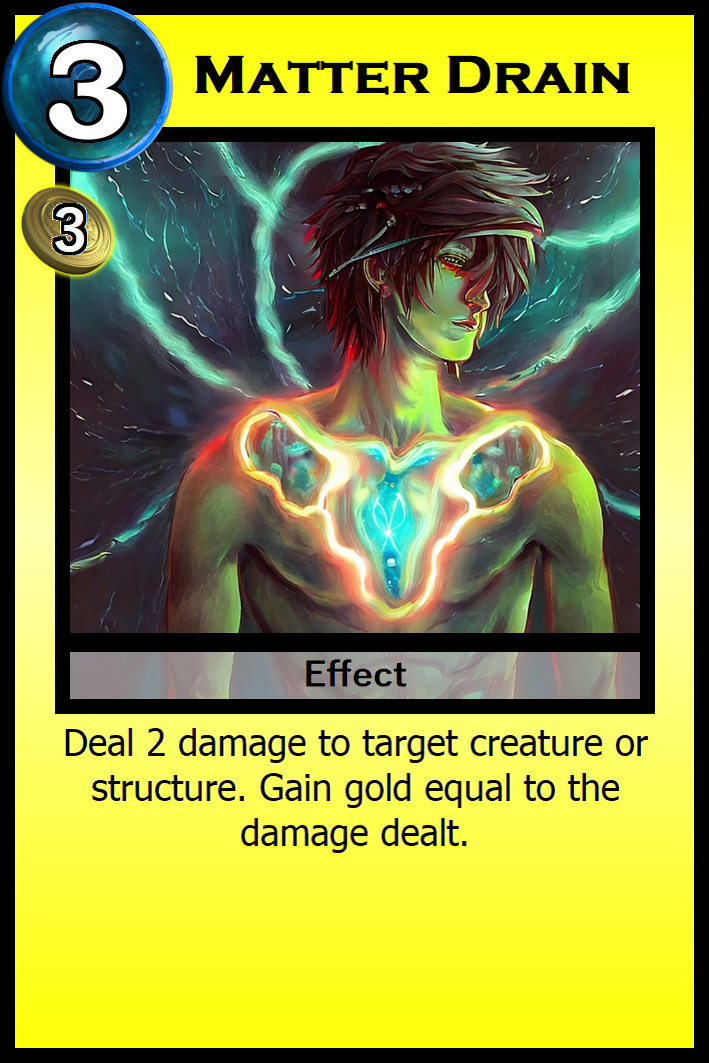 3
Matter Drain
3
Effect
Deal 2 damage to target creature or
structure. Gain gold equal to the
damage dealt.